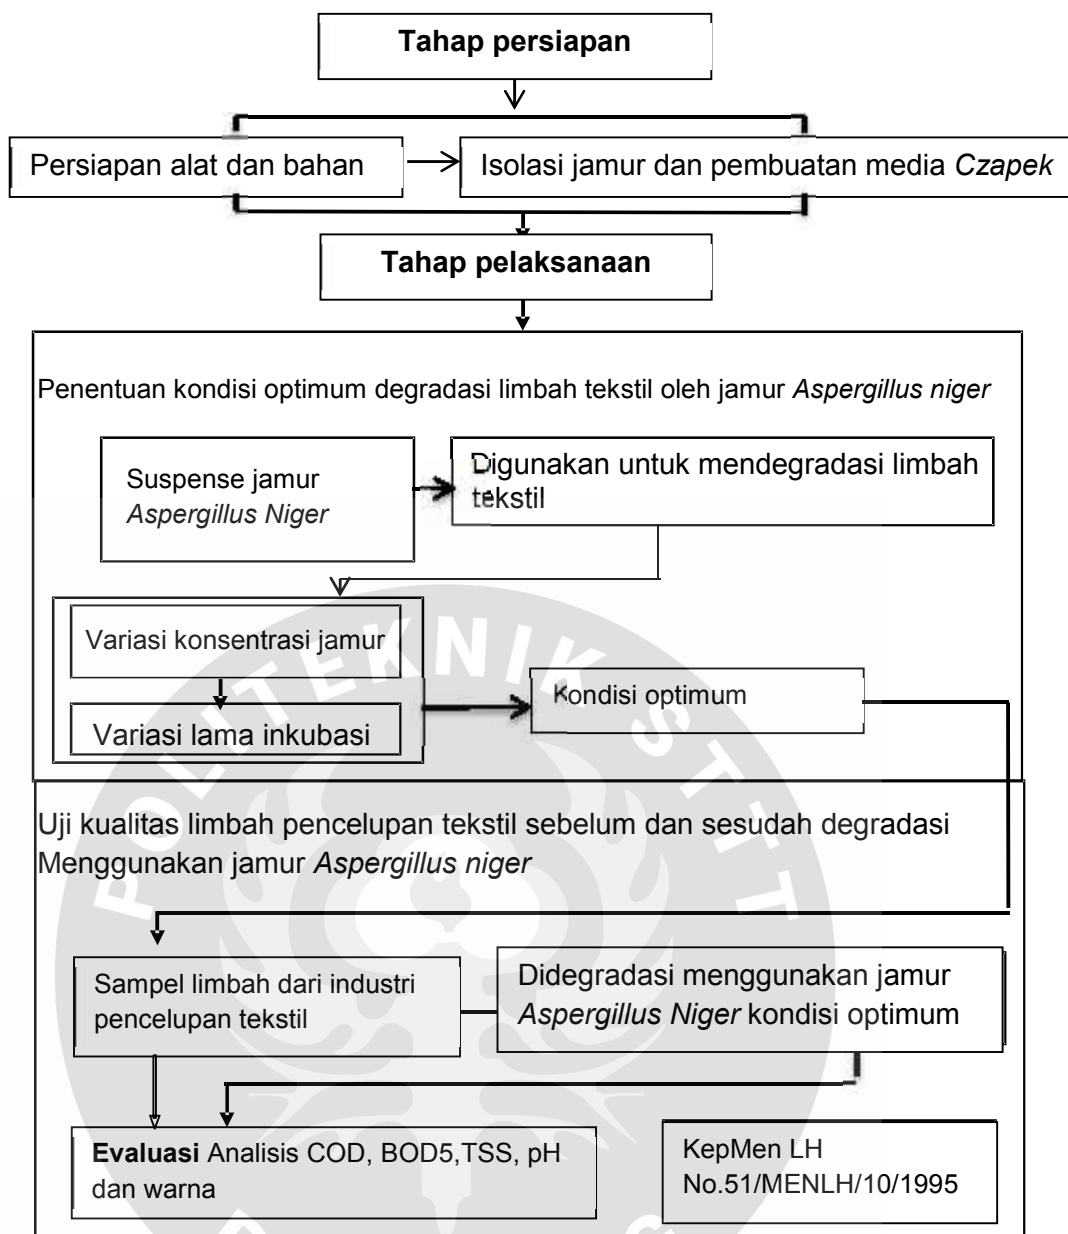 Tahap persiapan
Persiapan alat dan bahan
Isolasi jamur dan pembuatan media Czapek
Tahap pelaksanaan
Penentuan kondisi optimum degradasi limbah tekstil oleh jamur Aspergillus niger
Suspense jamur
Aspergillus Niger
Digunakan untuk mendegradasi limbah
tekstil
Variasi konsentrasi jamur
Variasi lama inkubasi
Kondisi optimum
Uji kualitas limbah pencelupan tekstil sebelum dan sesudah degradasi
Menggunakan jamur Aspergillus niger
Sampel limbah dari industri
pencelupan tekstil
Didegradasi menggunakan jamur
Aspergillus Niger kondisi optimum
Evaluasi Analisis COD, BOD5,TSS, pH
dan warna
KepMen LH
No.51/MENLH/10/1995
POLITEKNIK STTT